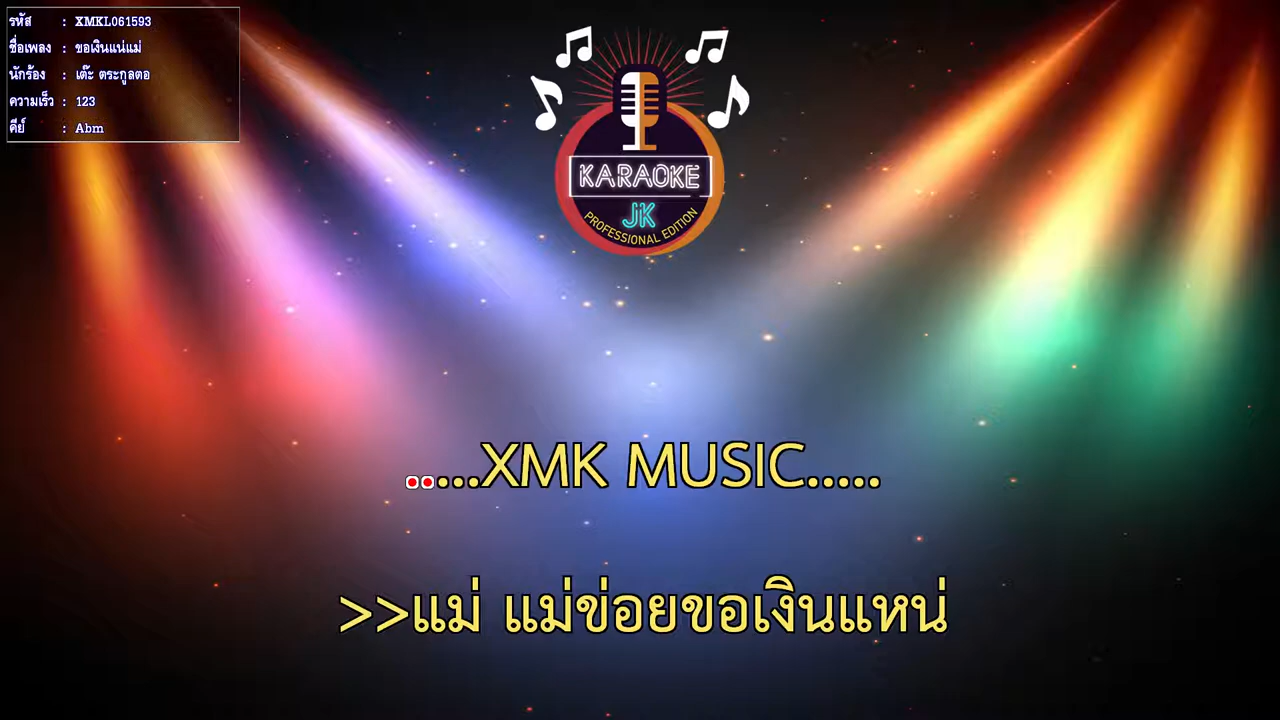 รหัส : XMKL061593
ชื่อเพลง : ขอเงินแน่แม่
นักร้อง : เต๊ะ ตระกูลตอ
ความเร็ว : 123
คีย์ : Abm
KARAOKE
JK
PROFESSIONAL EDITION
.....XMK MUSIC.....
>>แม่ แม่ข่อยขอเงินแหน่